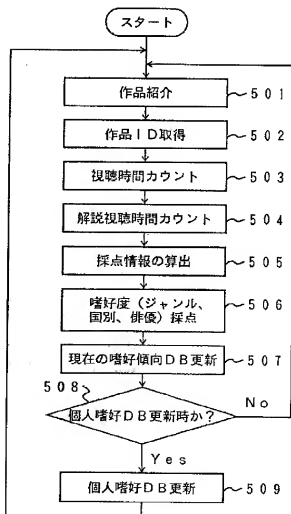 スタート
作品紹介
501
作品ID取得
502
視聴時間カウント
503
解説視聴時間カウント
504
採点情報の算出
505
嗜好度(ジャンル、
国別、俳優)採点
506
現在の嗜好傾向DB更新
507
508
個人嗜好DB更新時か?
No
Yes
個人嗜好DB更新
509